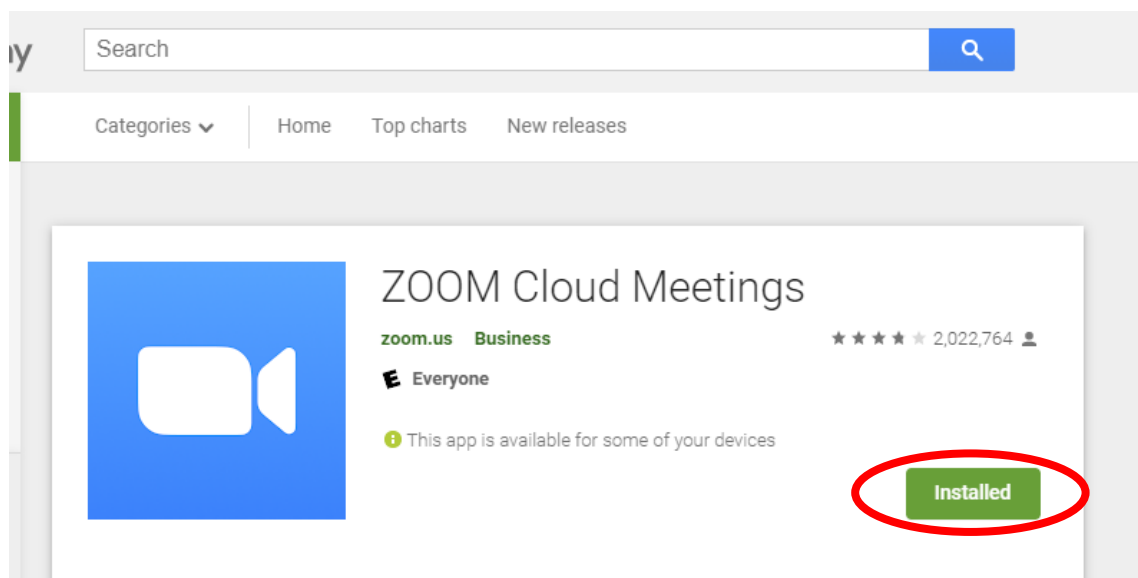 Search
Categories
Home
Top charts
New releases
ZOOM Cloud Meetings
zoom.us Business
2,022,764
E Everyone
This app is available for some of your devices
Installed